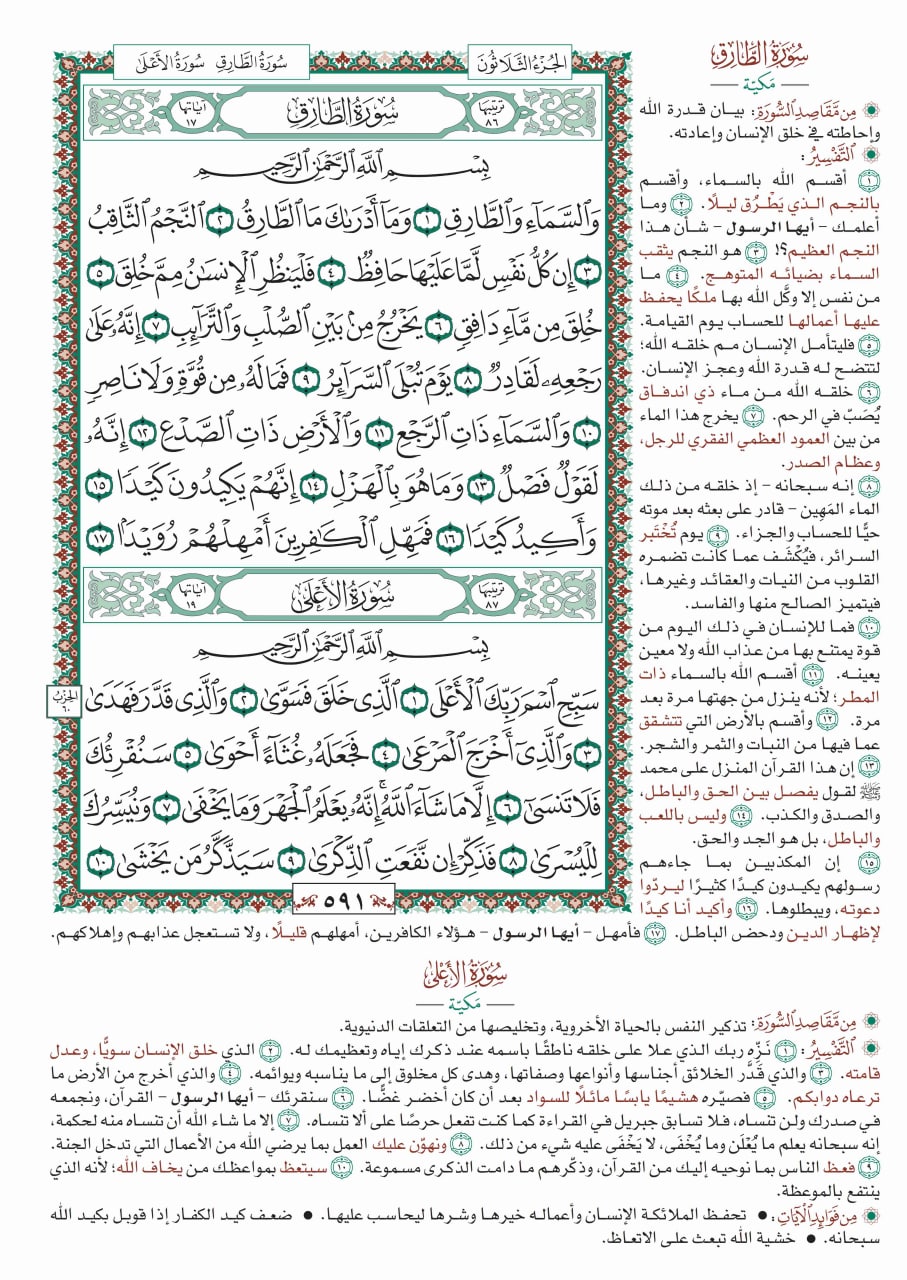 الجُزْءُ الثَّلَاثُونَ
سُورَةُ الطَّارِقِ سُورَةُ الأَعْلَىٰ
ترتيبها ٨٦
سُورَةُ الطَّارِقِ
آياتها ١٧
بِسْمِ اللَّهِ الرَّحْمَٰنِ الرَّحِيمِ
وَالسَّمَاءِ وَالطَّارِقِ ١ وَمَا أَدْرَىٰكَ مَا الطَّارِقُ ٢ النَّجْمُ الثَّاقِبُ
٣ إِن كُلُّ نَفْسٍ لَّمَّا عَلَيْهَا حَافِظٌ ٤ فَلْيَنظُرِ الْإِنسَٰنُ مِمَّ خُلِقَ ٥
خُلِقَ مِن مَّاءٍ دَافِقٍ ٦ يَخْرُجُ مِنۢ بَيْنِ الصُّلْبِ وَالتَّرَائِبِ ٧ إِنَّهُۥ عَلَىٰ
رَجْعِهِۦ لَقَادِرٌ ٨ يَوْمَ تُبْلَى السَّرَائِرُ ٩ فَمَا لَهُۥ مِن قُوَّةٍ وَلَا نَاصِرٍ
١٠ وَالسَّمَاءِ ذَاتِ الرَّجْعِ ١١ وَالْأَرْضِ ذَاتِ الصَّدْعِ ١٢ إِنَّهُۥ
لَقَوْلٌ فَصْلٌ ١٣ وَمَا هُوَ بِالْهَزْلِ ١٤ إِنَّهُمْ يَكِيدُونَ كَيْدًا ١٥
وَأَكِيدُ كَيْدًا ١٦ فَمَهِّلِ الْكَٰفِرِينَ أَمْهِلْهُمْ رُوَيْدًۢا ١٧
ترتيبها ٨٧
سُورَةُ الأَعْلَىٰ
آياتها ١٩
بِسْمِ اللَّهِ الرَّحْمَٰنِ الرَّحِيمِ
سَبِّحِ اسْمَ رَبِّكَ الْأَعْلَى ١ الَّذِي خَلَقَ فَسَوَّىٰ ٢ وَالَّذِي قَدَّرَ فَهَدَىٰ
٣ وَالَّذِي أَخْرَجَ الْمَرْعَىٰ ٤ فَجَعَلَهُۥ غُثَاءً أَحْوَىٰ ٥ سَنُقْرِئُكَ
فَلَا تَنسَىٰ ٦ إِلَّا مَا شَاءَ اللَّهُ ۚ إِنَّهُۥ يَعْلَمُ الْجَهْرَ وَمَا يَخْفَىٰ ٧ وَنُيَسِّرُكَ
لِلْيُسْرَىٰ ٨ فَذَكِّرْ إِن نَّفَعَتِ الذِّكْرَىٰ ٩ سَيَذَّكَّرُ مَن يَخْشَىٰ ١٠
الحِزْبُ
٦٠
٥٩١
سُورَةُ الطَّارِقِ
مَكيّة
مِن مَّقَاصِدِ السُّورَةِ: بيان قدرة الله
وإحاطته في خلق الإنسان وإعادته.
التَّفْسِيرُ:
١ أقسم الله بالسماء، وأقسم
بالنجم الذي يَطْرُق ليلًا. ٢ وما
أعلمك – أيها الرسول – شأن هذا
النجم العظيم؟! ٣ هو النجم يثقب
السماء بضيائه المتوهج. ٤ ما
من نفس إلا وكَّل الله بها ملكًا يحفظ
عليها أعمالها للحساب يوم القيامة.
٥ فليتأمل الإنسان مم خلقه الله؛
لتتضح له قدرة الله وعجز الإنسان.
٦ خلقه الله من ماء ذي اندفاق
يُصَبّ في الرحم. ٧ يخرج هذا الماء
من بين العمود العظمي الفقري للرجل،
وعظام الصدر.
٨ إنه سبحانه – إذ خلقه من ذلك
الماء المَهِين – قادر على بعثه بعد موته
حيًّا للحساب والجزاء. ٩ يوم تُخْتَبر
السرائر، فيُكْشَف عما كانت تضمره
القلوب من النيات والعقائد وغيرها،
فيتميز الصالح منها والفاسد.
١٠ فما للإنسان في ذلك اليوم من
قوة يمتنع بها من عذاب الله ولا معين
يعينه. ١١ أقسم الله بالسماء ذات
المطر؛ لأنه ينزل من جهتها مرة بعد
مرة. ١٢ وأقسم بالأرض التي تتشقق
عما فيها من النبات والثمر والشجر.
١٣ إن هذا القرآن المنزل على محمد
ﷺ لقول يفصل بين الحق والباطل،
والصدق والكذب. ١٤ وليس باللعب
والباطل، بل هو الجد والحق.
١٥ إن المكذبين بما جاءهم
رسولهم يكيدون كيدًا كثيرًا ليردّوا
دعوته، ويبطلوها. ١٦ وأكيد أنا كيدًا
لإظهار الدين ودحض الباطل. ١٧ فأمهل – أيها الرسول – هؤلاء الكافرين، أمهلهم قليلًا، ولا تستعجل عذابهم وإهلاكهم.
سُورَةُ الأَعْلَىٰ
مَكيّة
مِن مَّقَاصِدِ السُّورَةِ: تذكير النفس بالحياة الأخروية، وتخليصها من التعلقات الدنيوية.
التَّفْسِيرُ: ١ نَزِّه ربك الذي علا على خلقه ناطقًا باسمه عند ذكرك إياه وتعظيمك له. ٢ الذي خلق الإنسان سويًّا، وعدل
قامته. ٣ والذي قَدَّر الخلائق أجناسها وأنواعها وصفاتها، وهدى كل مخلوق إلى ما يناسبه ويوائمه. ٤ والذي أخرج من الأرض ما
ترعاه دوابكم. ٥ فصيّره هشيمًا يابسًا مائلًا للسواد بعد أن كان أخضر غضًّا. ٦ سنقرئك – أيها الرسول – القرآن، ونجمعه
في صدرك ولن تنساه، فلا تسابق جبريل في القراءة كما كنت تفعل حرصًا على ألا تنساه. ٧ إلا ما شاء الله أن تنساه منه لحكمة،
إنه سبحانه يعلم ما يُعْلَن وما يُخْفَى، لا يَخْفَى عليه شيء من ذلك. ٨ ونهوّن عليك العمل بما يرضي الله من الأعمال التي تدخل الجنة.
٩ فعظ الناس بما نوحيه إليك من القرآن، وذكّرهم ما دامت الذكرى مسموعة. ١٠ سيتعظ بمواعظك من يخاف الله؛ لأنه الذي
ينتفع بالموعظة.
مِن فَوَائِدِ الآيَاتِ: ● تحفظ الملائكة الإنسان وأعماله خيرها وشرها ليحاسب عليها. ● ضعف كيد الكفار إذا قوبل بكيد الله
سبحانه. ● خشية الله تبعث على الاتعاظ.